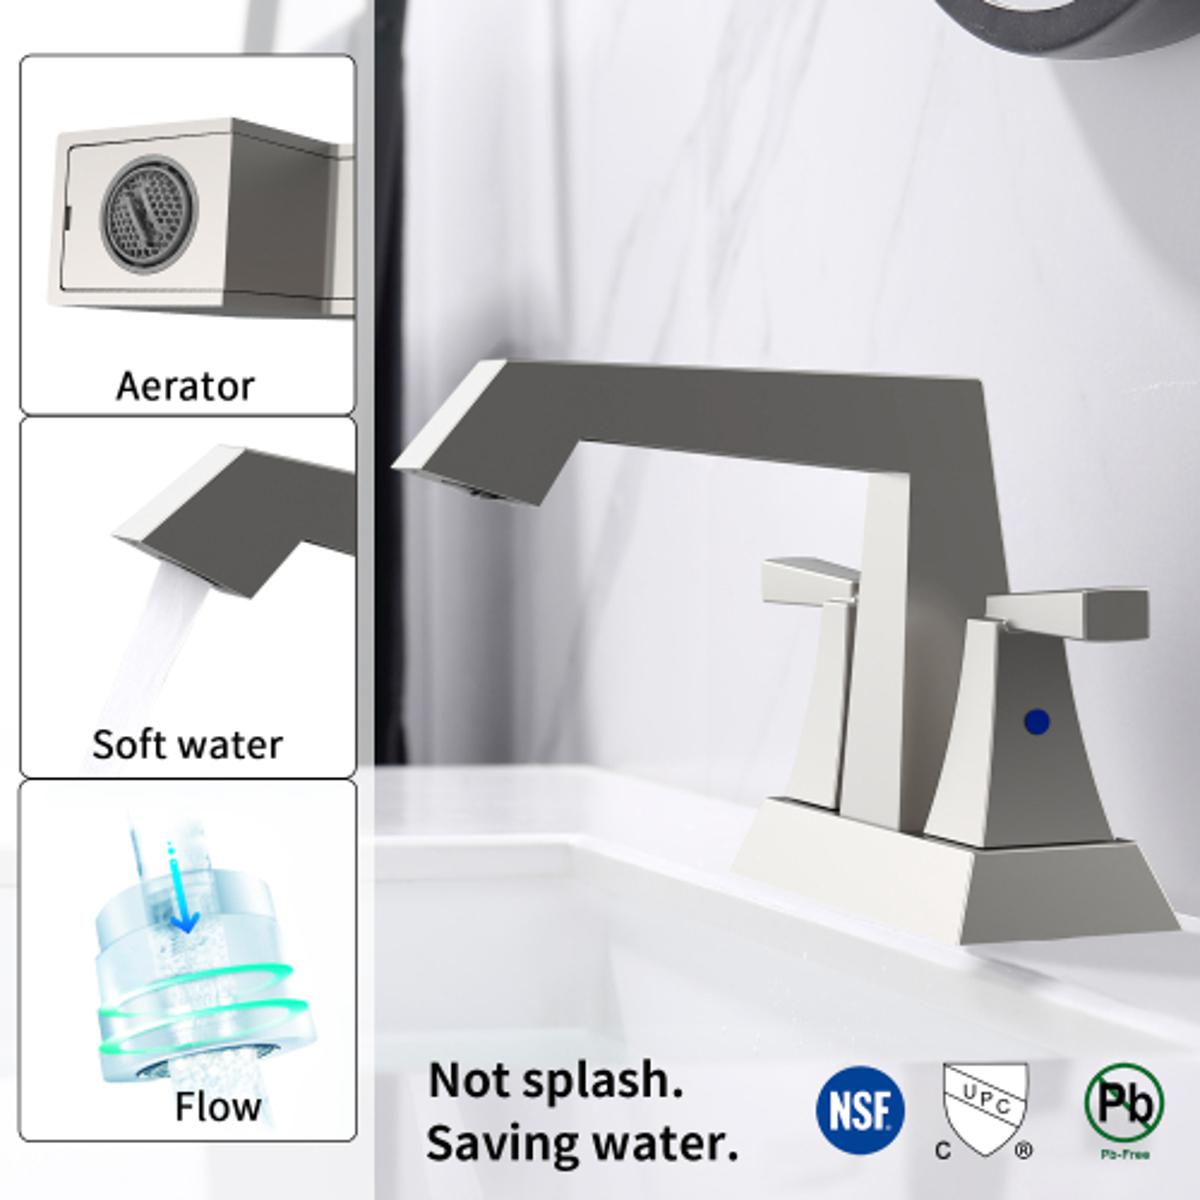 Aerator
Soft water
Flow
Not splash.
Saving water.
NSF®
UPC
C ®
Pb
Pb-Free